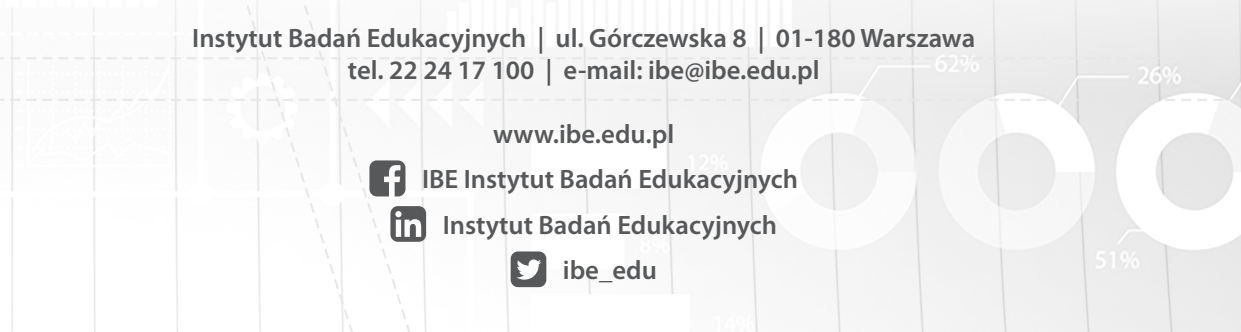 Instytut Badań Edukacyjnych | ul. Górczewska 8 | 01-180 Warszawa
tel. 22 24 17 100 | e-mail: ibe@ibe.edu.pl
62%
26%
www.ibe.edu.pl
12%
IBE Instytut Badań Edukacyjnych
in Instytut Badań Edukacyjnych
8%
51%
ibe_edu
14%